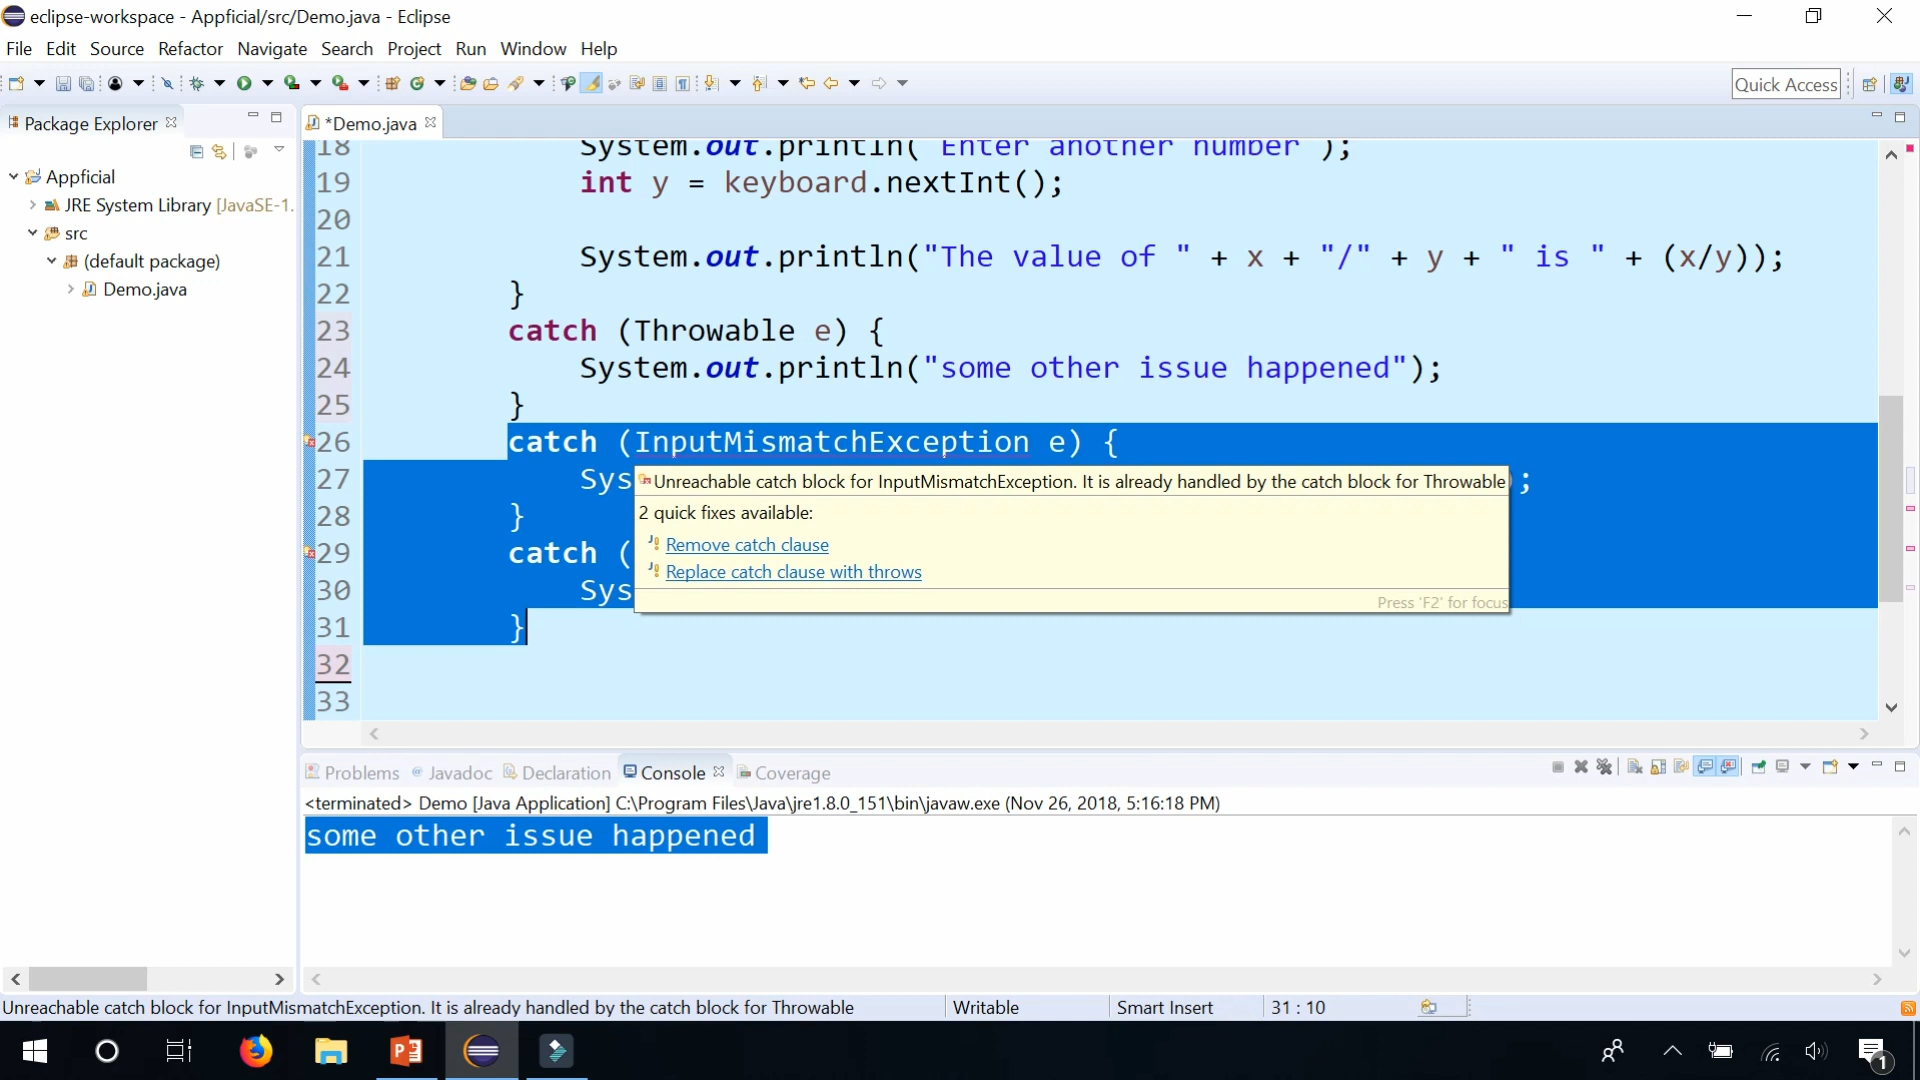 eclipse-workspace - Appficial/src/Demo.java - Eclipse
File Edit Source Refactor Navigate Search Project Run Window Help
Quick Access
Package Explorer
*Demo.java
Appficial
JRE System Library [JavaSE-1.
src
(default package)
Demo.java
18 System.out.println("Enter another number");
19 int y = keyboard.nextInt();
20
21 System.out.println("The value of " + x + "/" + y + " is " + (x/y));
22 }
23 catch (Throwable e) {
24 System.out.println("some other issue happened");
25 }
26 catch (InputMismatchException e) {
27 Sys ;
28 }
29 catch (
30 Sys
31 }
32
33
Unreachable catch block for InputMismatchException. It is already handled by the catch block for Throwable
2 quick fixes available:
Remove catch clause
Replace catch clause with throws
Press 'F2' for focus
Problems Javadoc Declaration Console Coverage
<terminated> Demo [Java Application] C:\Program Files\Java\jre1.8.0_151\bin\javaw.exe (Nov 26, 2018, 5:16:18 PM)
some other issue happened
Unreachable catch block for InputMismatchException. It is already handled by the catch block for Throwable Writable Smart Insert 31 : 10
1